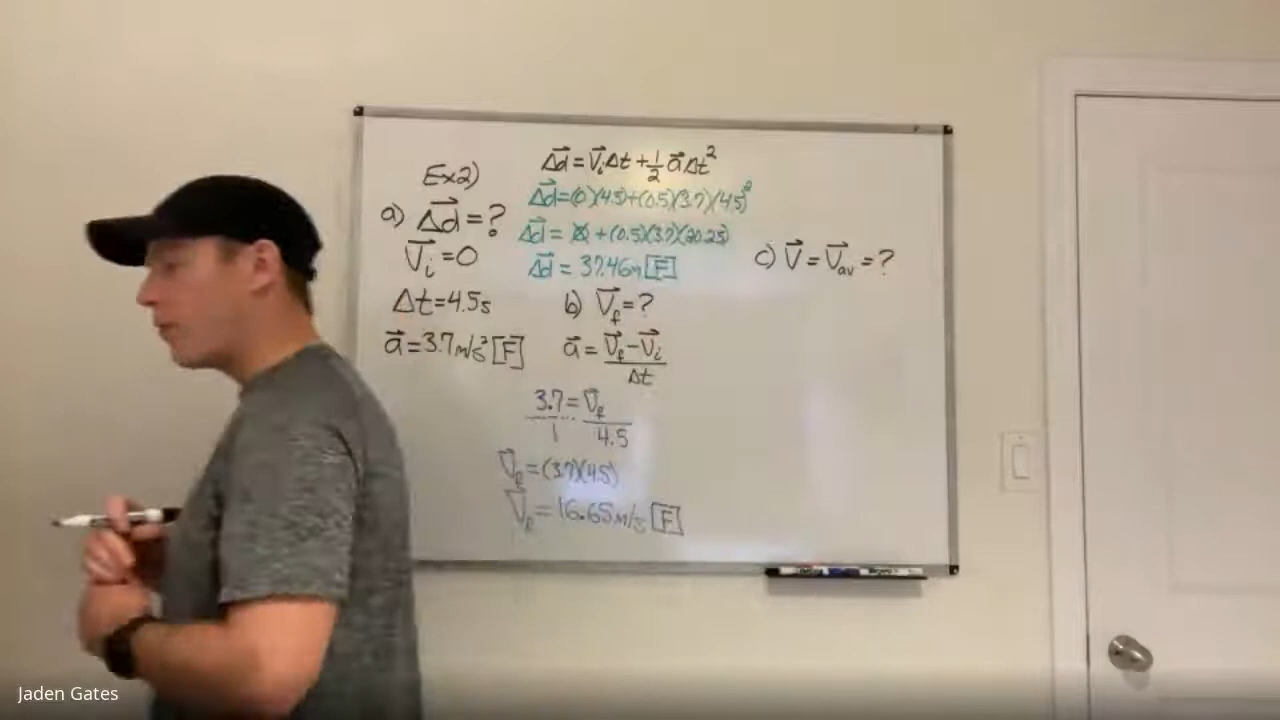 Ex2)
a) Δd⃗ = ?
V⃗i = 0
Δt = 4.5s
a⃗ = 3.7m/s² [F]
Δd⃗ = V⃗iΔt + ½ a⃗Δt²
Δd⃗ = (0)(4.5) + (0.5)(3.7)(4.5)²
Δd⃗ = 0 + (0.5)(3.7)(20.25)
Δd⃗ = 37.46m [F]
b) V⃗f = ?
a⃗ = V⃗f - V⃗i
Δt
3.7 = V⃗f
1 4.5
V⃗f = (3.7)(4.5)
V⃗f = 16.65m/s [F]
c) V⃗ = V⃗av = ?
Jaden Gates